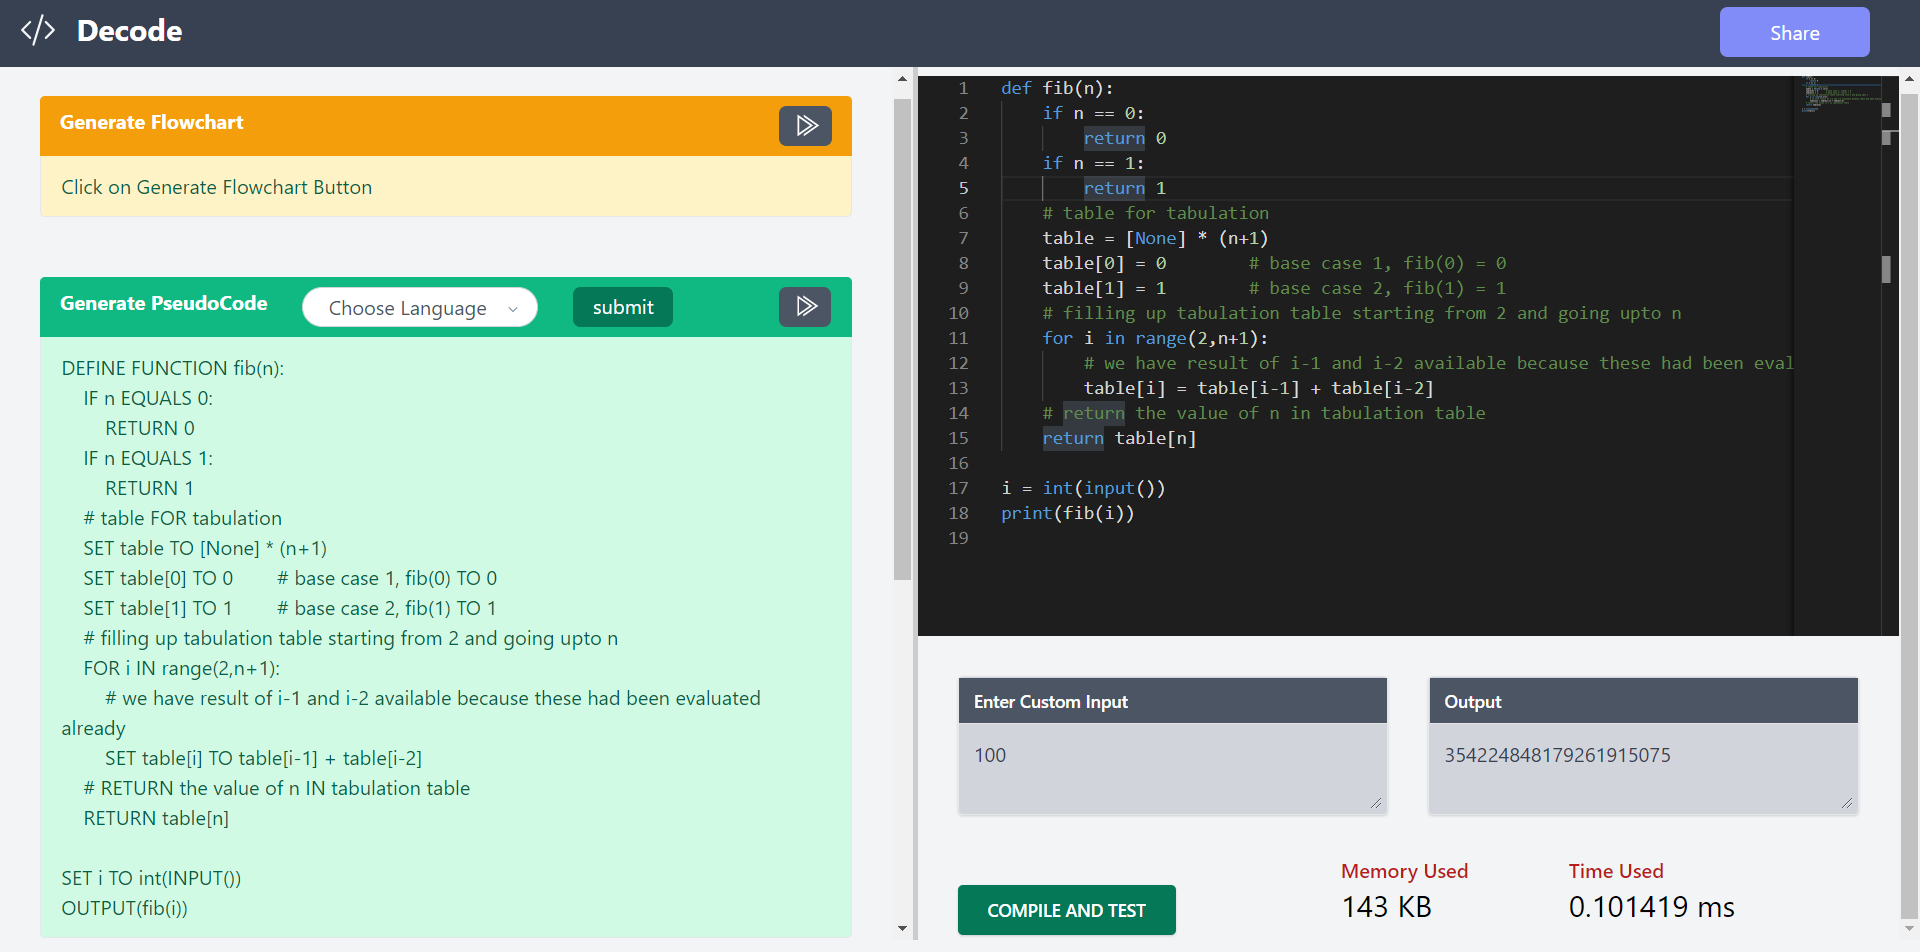 </> Decode
Share
Generate Flowchart
Click on Generate Flowchart Button
Generate PseudoCode
Choose Language
submit
DEFINE FUNCTION fib(n):
    IF n EQUALS 0:
        RETURN 0
    IF n EQUALS 1:
        RETURN 1
    # table FOR tabulation
    SET table TO [None] * (n+1)
    SET table[0] TO 0        # base case 1, fib(0) TO 0
    SET table[1] TO 1        # base case 2, fib(1) TO 1
    # filling up tabulation table starting from 2 and going upto n
    FOR i IN range(2,n+1):
        # we have result of i-1 and i-2 available because these had been evaluated
already
        SET table[i] TO table[i-1] + table[i-2]
    # RETURN the value of n IN tabulation table
    RETURN table[n]
SET i TO int(INPUT())
OUTPUT(fib(i))
1 def fib(n):
2     if n == 0:
3         return 0
4     if n == 1:
5         return 1
6     # table for tabulation
7     table = [None] * (n+1)
8     table[0] = 0        # base case 1, fib(0) = 0
9     table[1] = 1        # base case 2, fib(1) = 1
10     # filling up tabulation table starting from 2 and going upto n
11     for i in range(2,n+1):
12         # we have result of i-1 and i-2 available because these had been eval
13         table[i] = table[i-1] + table[i-2]
14     # return the value of n in tabulation table
15     return table[n]
16
17 i = int(input())
18 print(fib(i))
19
Enter Custom Input
100
Output
354224848179261915075
COMPILE AND TEST
Memory Used
143 KB
Time Used
0.101419 ms